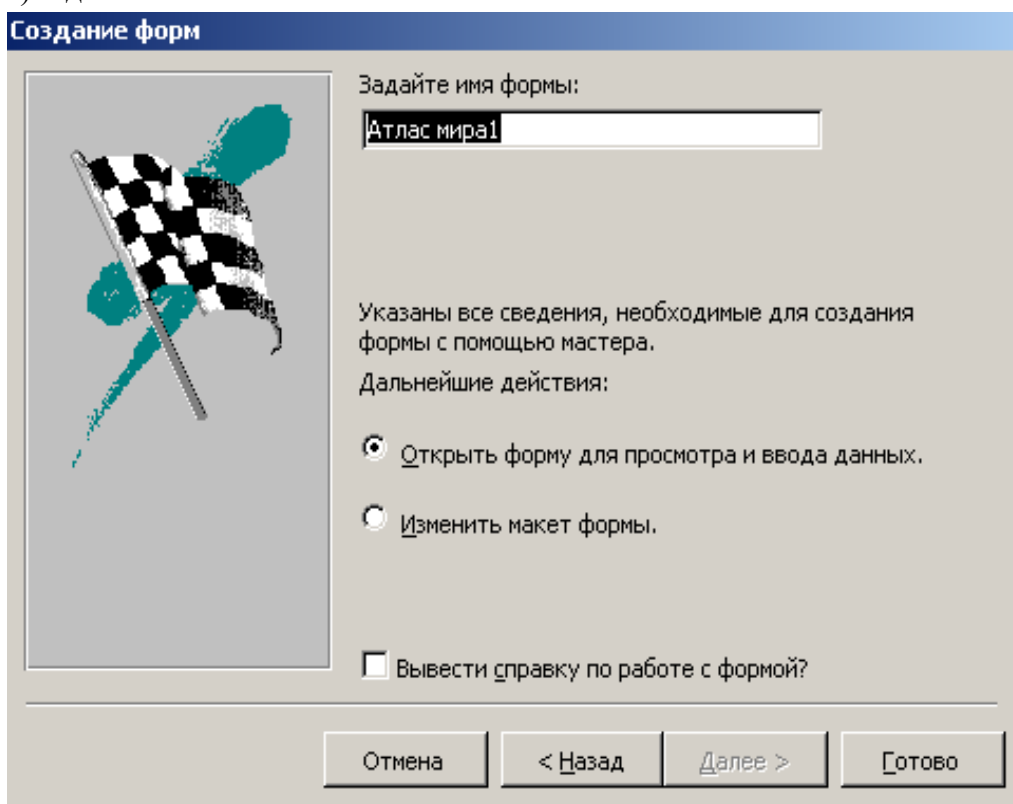 Создание форм
Задайте имя формы:
Атлас мира1
Указаны все сведения, необходимые для создания
формы с помощью мастера.
Дальнейшие действия:
Открыть форму для просмотра и ввода данных.
Изменить макет формы.
Вывести справку по работе с формой?
Отмена
< Назад
Далее >
Готово